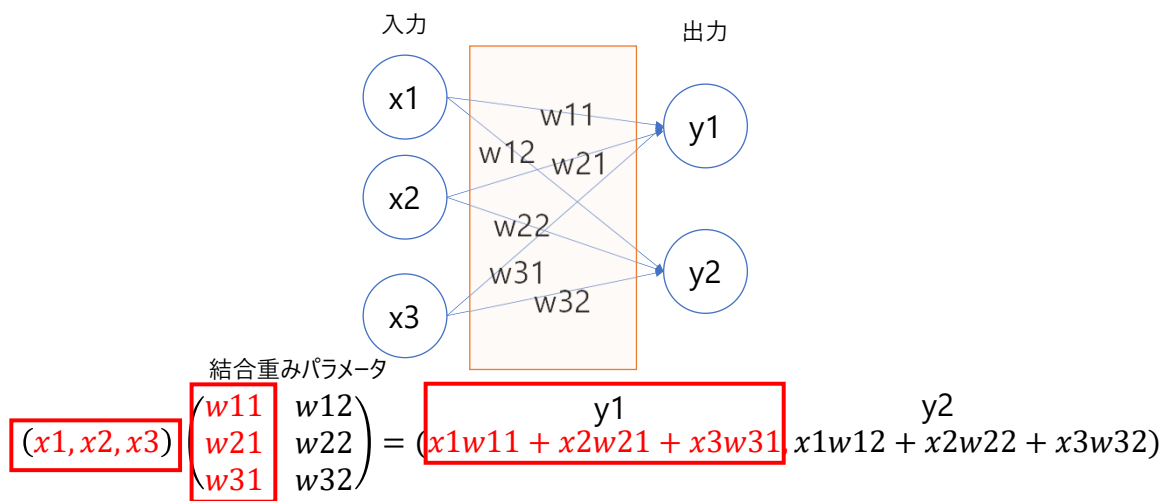 入力
出力
x1
w11
y1
w12
w21
x2
w22
w31
y2
w32
x3
結合重みパラメータ
y1
y2
(x1, x2, x3) (w11 w12
w21 w22
w31 w32) = (x1w11 + x2w21 + x3w31, x1w12 + x2w22 + x3w32)